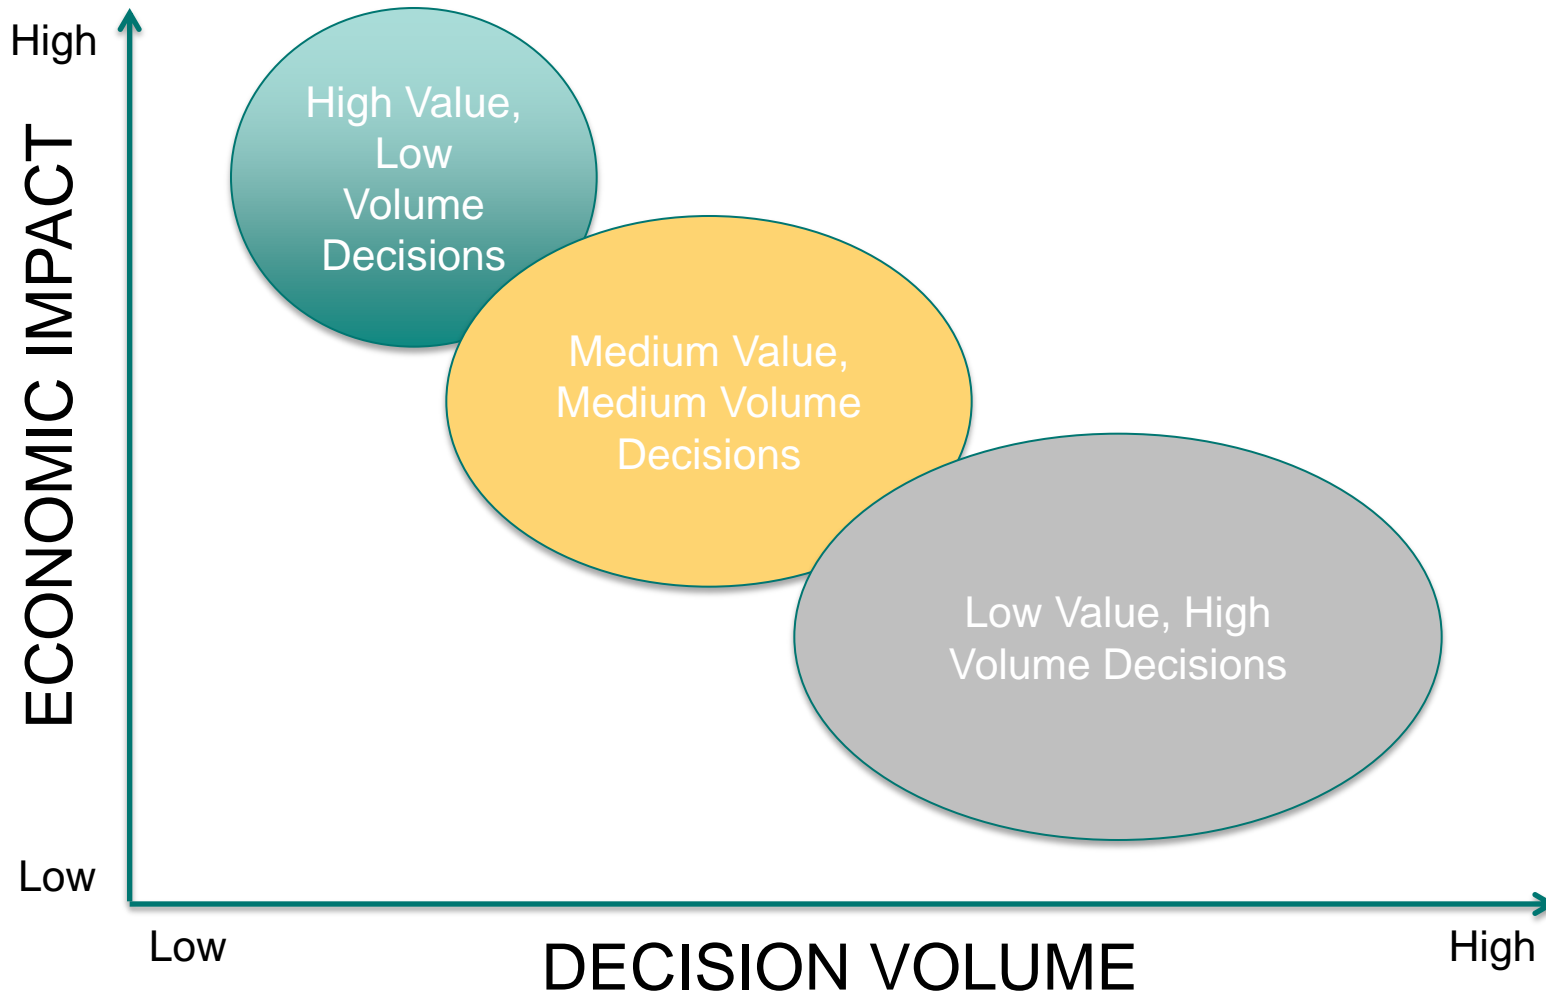 High
ECONOMIC IMPACT
Low
High Value,
Low
Volume
Decisions
Medium Value,
Medium Volume
Decisions
Low Value, High
Volume Decisions
Low
DECISION VOLUME
High